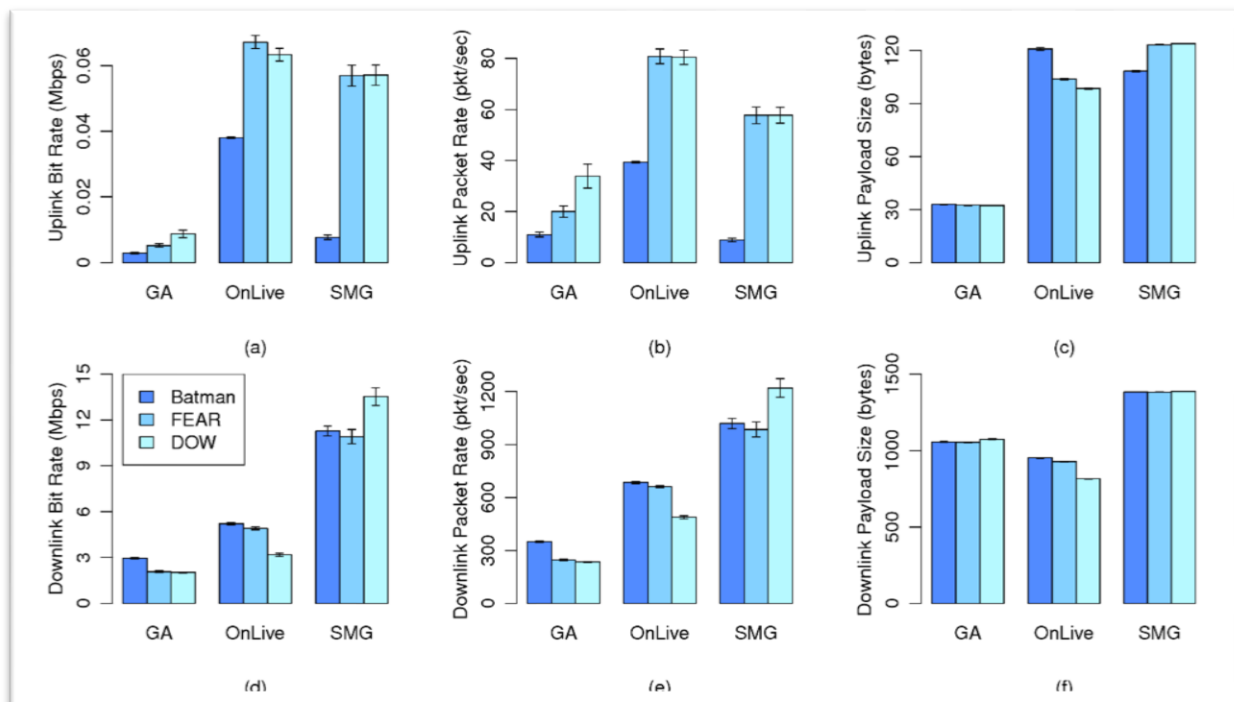 Uplink Bit Rate (Mbps)
0 0.02 0.04 0.06
GA OnLive SMG
(a)
Uplink Packet Rate (pkt/sec)
0 20 40 60 80
GA OnLive SMG
(b)
Uplink Payload Size (bytes)
0 30 60 90 120
GA OnLive SMG
(c)
Downlink Bit Rate (Mbps)
0 3 6 9 12 15
Batman
FEAR
DOW
GA OnLive SMG
(d)
Downlink Packet Rate (pkt/sec)
0 300 600 900 1200
GA OnLive SMG
(e)
Downlink Payload Size (bytes)
0 500 1000 1500
GA OnLive SMG
(f)